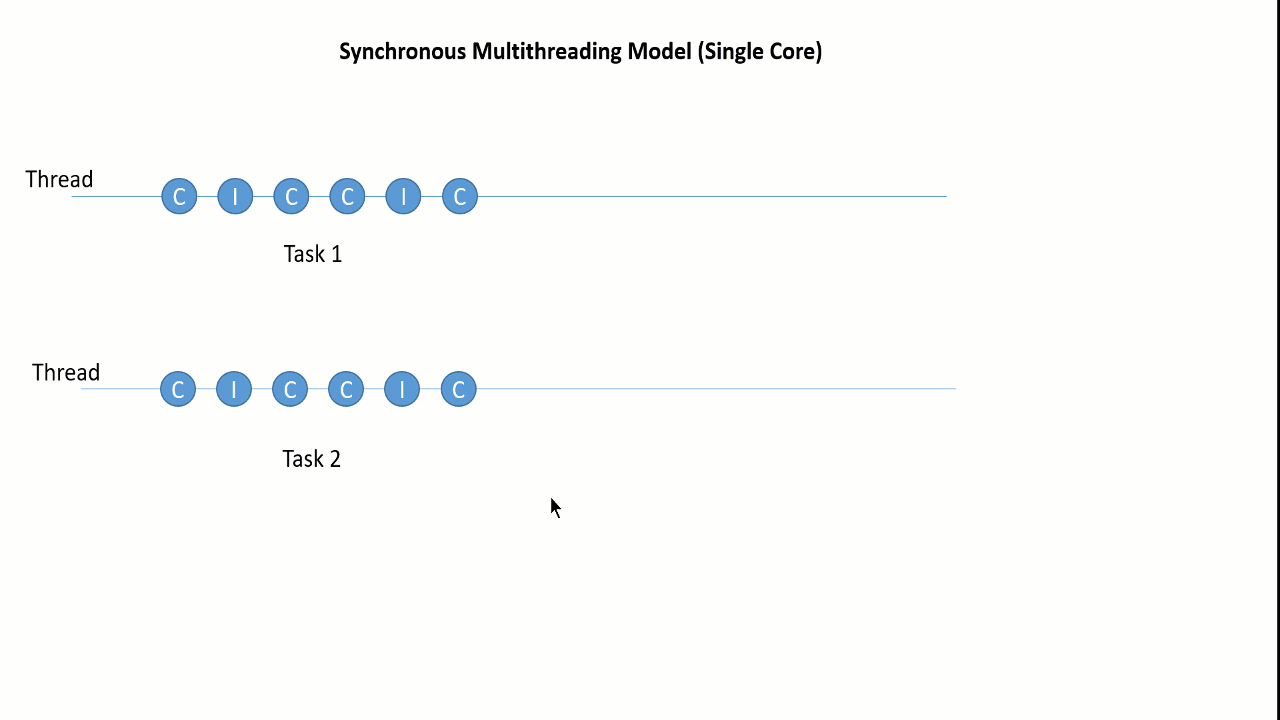 Synchronous Multithreading Model (Single Core)
Thread
C I C C I C
Task 1
Thread
C I C C I C
Task 2